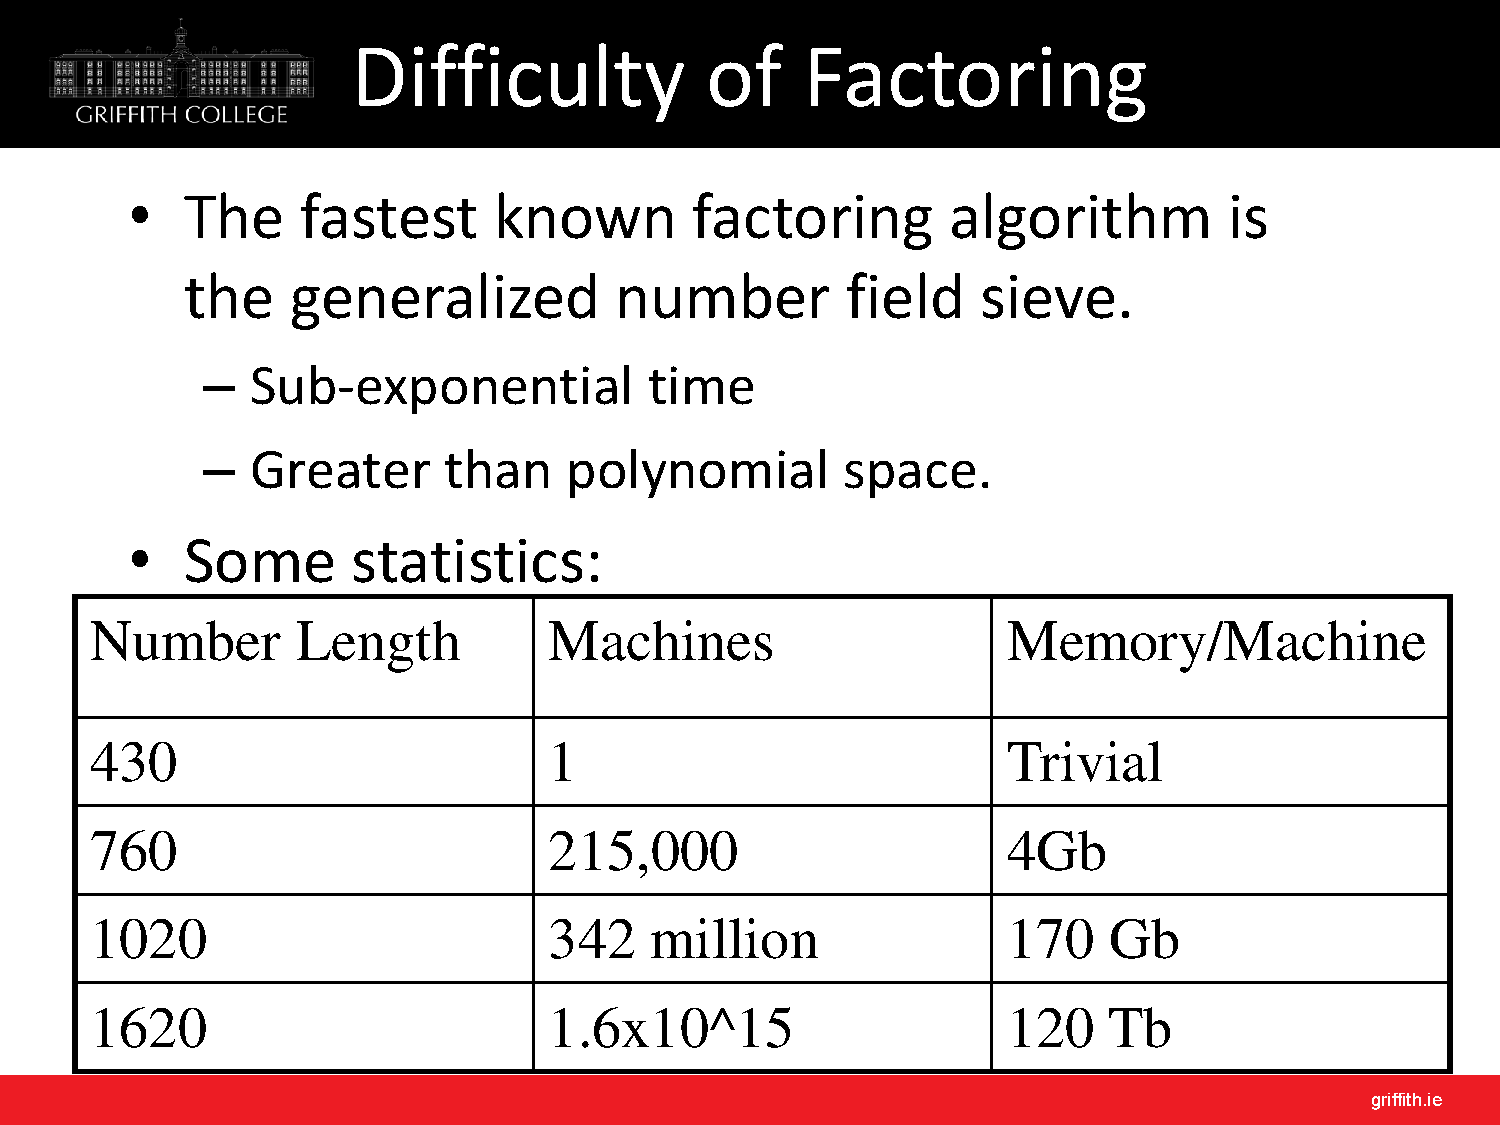 GRIFFITH COLLEGE
Difficulty of Factoring
• The fastest known factoring algorithm is
the generalized number field sieve.
– Sub-exponential time
– Greater than polynomial space.
• Some statistics:
Number Length Machines Memory/Machine
430 1 Trivial
760 215,000 4Gb
1020 342 million 170 Gb
1620 1.6x10^15 120 Tb
griffith.ie